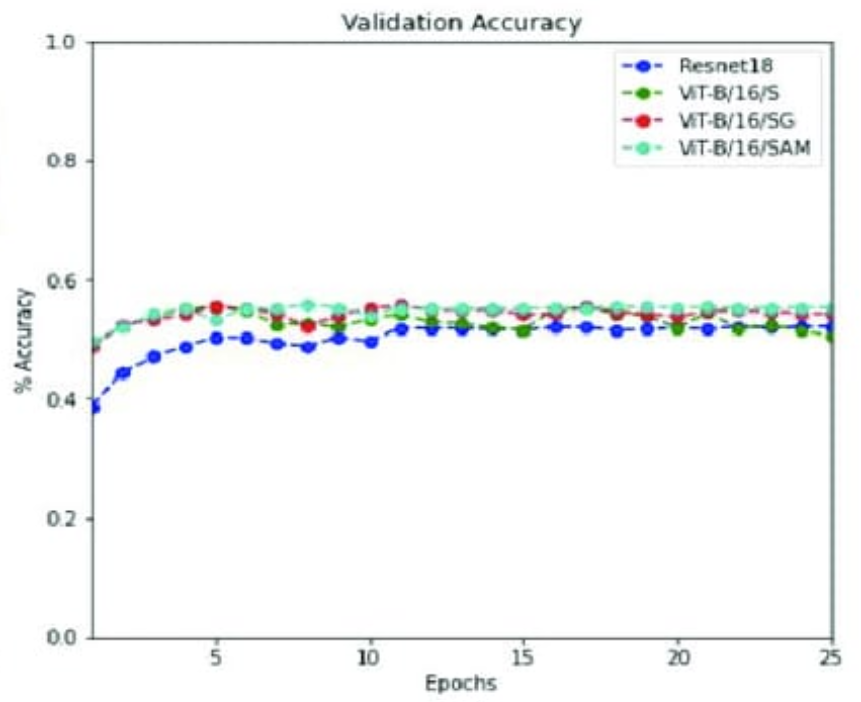 Validation Accuracy
1.0
0.8
0.6
0.4
0.2
0.0
% Accuracy
Resnet18
ViT-B/16/S
ViT-B/16/SG
ViT-B/16/SAM
5 10 15 20 25
Epochs